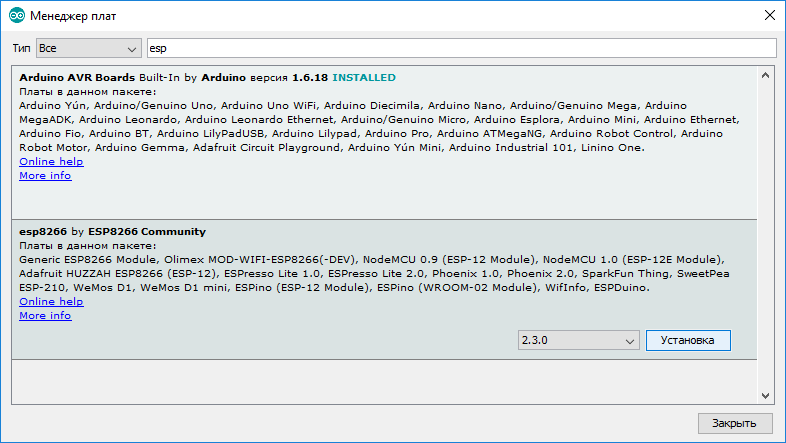 Менеджер плат
Тип Все esp
Arduino AVR Boards Built-In by Arduino версия 1.6.18 INSTALLED
Платы в данном пакете:
Arduino Yún, Arduino/Genuino Uno, Arduino Uno WiFi, Arduino Diecimila, Arduino Nano, Arduino/Genuino Mega, Arduino
MegaADK, Arduino Leonardo, Arduino Leonardo Ethernet, Arduino/Genuino Micro, Arduino Esplora, Arduino Mini, Arduino Ethernet,
Arduino Fio, Arduino BT, Arduino LilyPadUSB, Arduino Lilypad, Arduino Pro, Arduino ATMegaNG, Arduino Robot Control, Arduino
Robot Motor, Arduino Gemma, Adafruit Circuit Playground, Arduino Yún Mini, Arduino Industrial 101, Linino One.
Online help
More info
esp8266 by ESP8266 Community
Платы в данном пакете:
Generic ESP8266 Module, Olimex MOD-WIFI-ESP8266(-DEV), NodeMCU 0.9 (ESP-12 Module), NodeMCU 1.0 (ESP-12E Module),
Adafruit HUZZAH ESP8266 (ESP-12), ESPresso Lite 1.0, ESPresso Lite 2.0, Phoenix 1.0, Phoenix 2.0, SparkFun Thing, SweetPea
ESP-210, WeMos D1, WeMos D1 mini, ESPino (ESP-12 Module), ESPino (WROOM-02 Module), WifInfo, ESPDuino.
Online help
More info
2.3.0 Установка
Закрыть